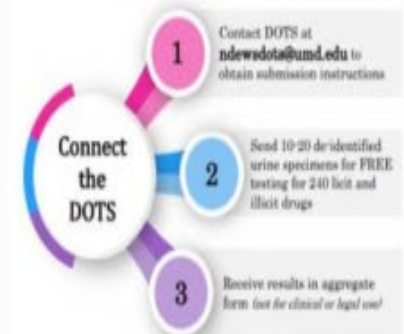 Connect
the
DOTS
1
Contact DOTS at
ndewsdots@umd.edu to
obtain submission instructions
2
Send 10-20 de-identified
urine specimens for FREE
testing for 240 licit and
illicit drugs
3
Receive results in aggregate
form (not for clinical or legal use)